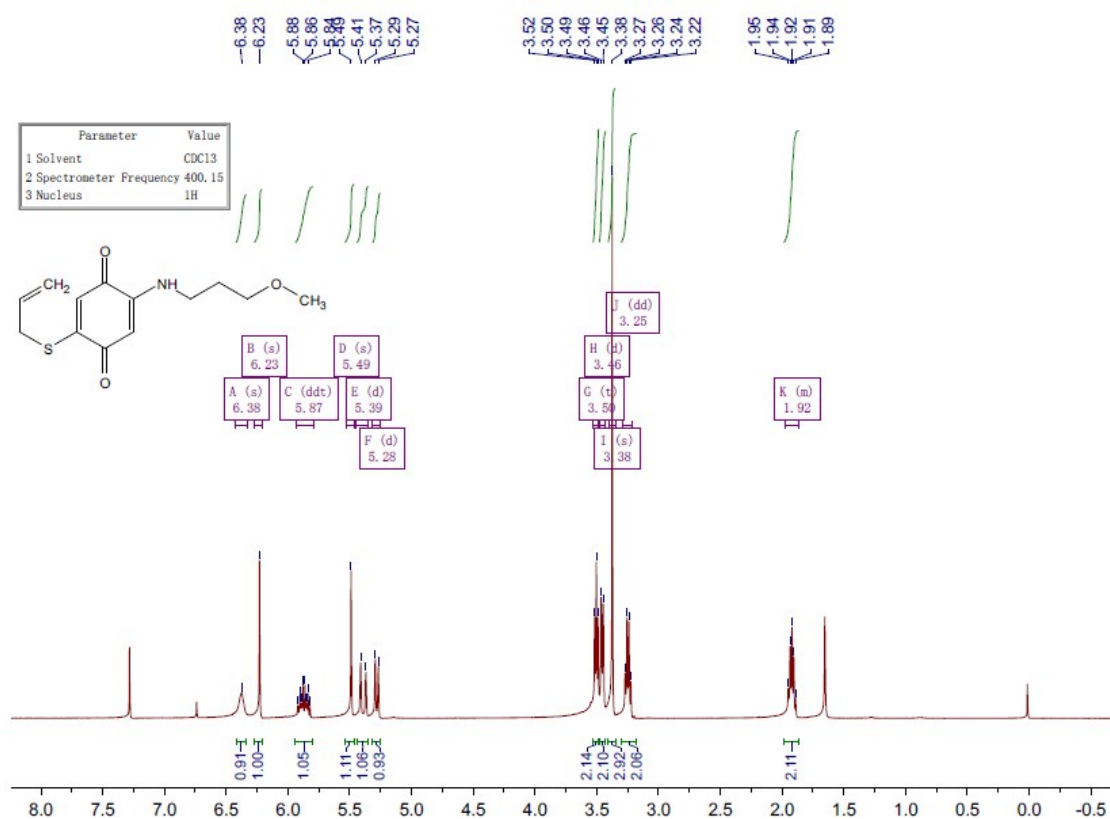 6.38 6.23 5.88 5.86 5.84 5.49 5.41 5.37 5.29 5.27 3.52 3.50 3.49 3.46 3.45 3.38 3.27 3.26 3.24 3.22 1.95 1.94 1.92 1.91 1.89
Parameter Value
1 Solvent CDCl3
2 Spectrometer Frequency 400.15
3 Nucleus 1H
O
CH2
NH
O
CH3
S
O
J (dd)
3.25
B (s)
6.23
D (s)
5.49
H (d)
3.46
A (s)
6.38
C (ddt)
5.87
E (d)
5.39
G (t)
3.50
K (m)
1.92
F (d)
5.28
I (s)
3.38
0.91 1.00 1.05 1.11 1.06 0.93 2.14 2.10 2.92 2.06 2.11
8.0 7.5 7.0 6.5 6.0 5.5 5.0 4.5 4.0 3.5 3.0 2.5 2.0 1.5 1.0 0.5 0.0 -0.5